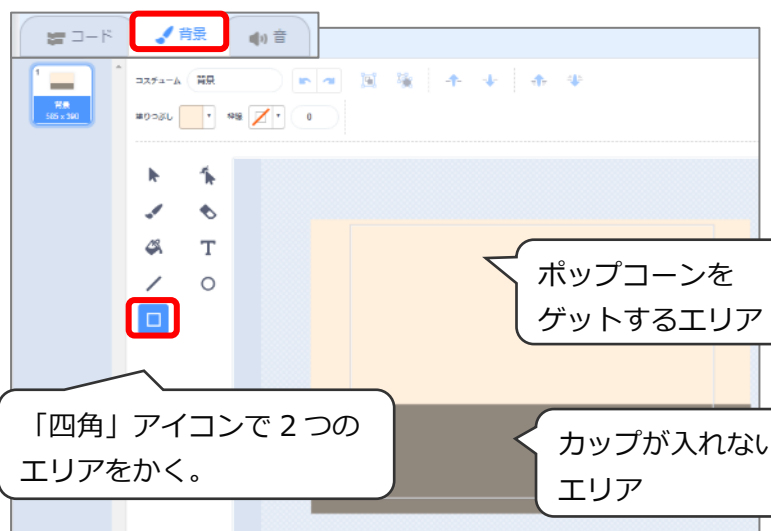 コード 背景 音
1
コスチューム 背景
背景
585 x 390
塗りつぶし 枠線 0
T
ポップコーンを
ゲットするエリア
「四角」アイコンで 2 つの
エリアをかく。
カップが入れない
エリア